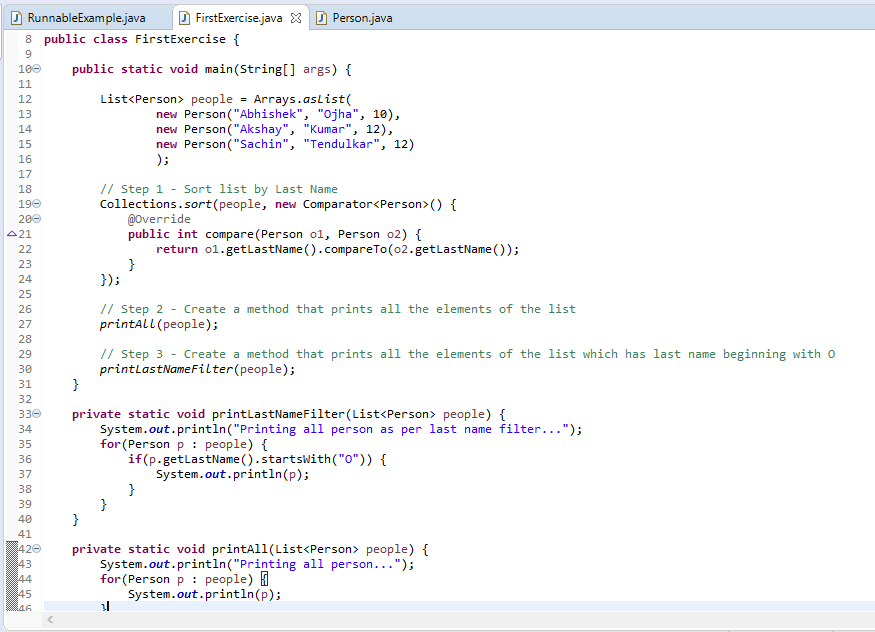 RunnableExample.java FirstExercise.java Person.java
8 public class FirstExercise {
9
10 public static void main(String[] args) {
11
12 List<Person> people = Arrays.asList(
13 new Person("Abhishek", "Ojha", 10),
14 new Person("Akshay", "Kumar", 12),
15 new Person("Sachin", "Tendulkar", 12)
16 );
17
18 // Step 1 - Sort list by Last Name
19 Collections.sort(people, new Comparator<Person>() {
20 @Override
21 public int compare(Person o1, Person o2) {
22 return o1.getLastName().compareTo(o2.getLastName());
23 }
24 });
25
26 // Step 2 - Create a method that prints all the elements of the list
27 printAll(people);
28
29 // Step 3 - Create a method that prints all the elements of the list which has last name beginning with O
30 printLastNameFilter(people);
31 }
32
33 private static void printLastNameFilter(List<Person> people) {
34 System.out.println("Printing all person as per last name filter...");
35 for(Person p : people) {
36 if(p.getLastName().startsWith("O")) {
37 System.out.println(p);
38 }
39 }
40 }
41
42 private static void printAll(List<Person> people) {
43 System.out.println("Printing all person...");
44 for(Person p : people) {
45 System.out.println(p);
46 }